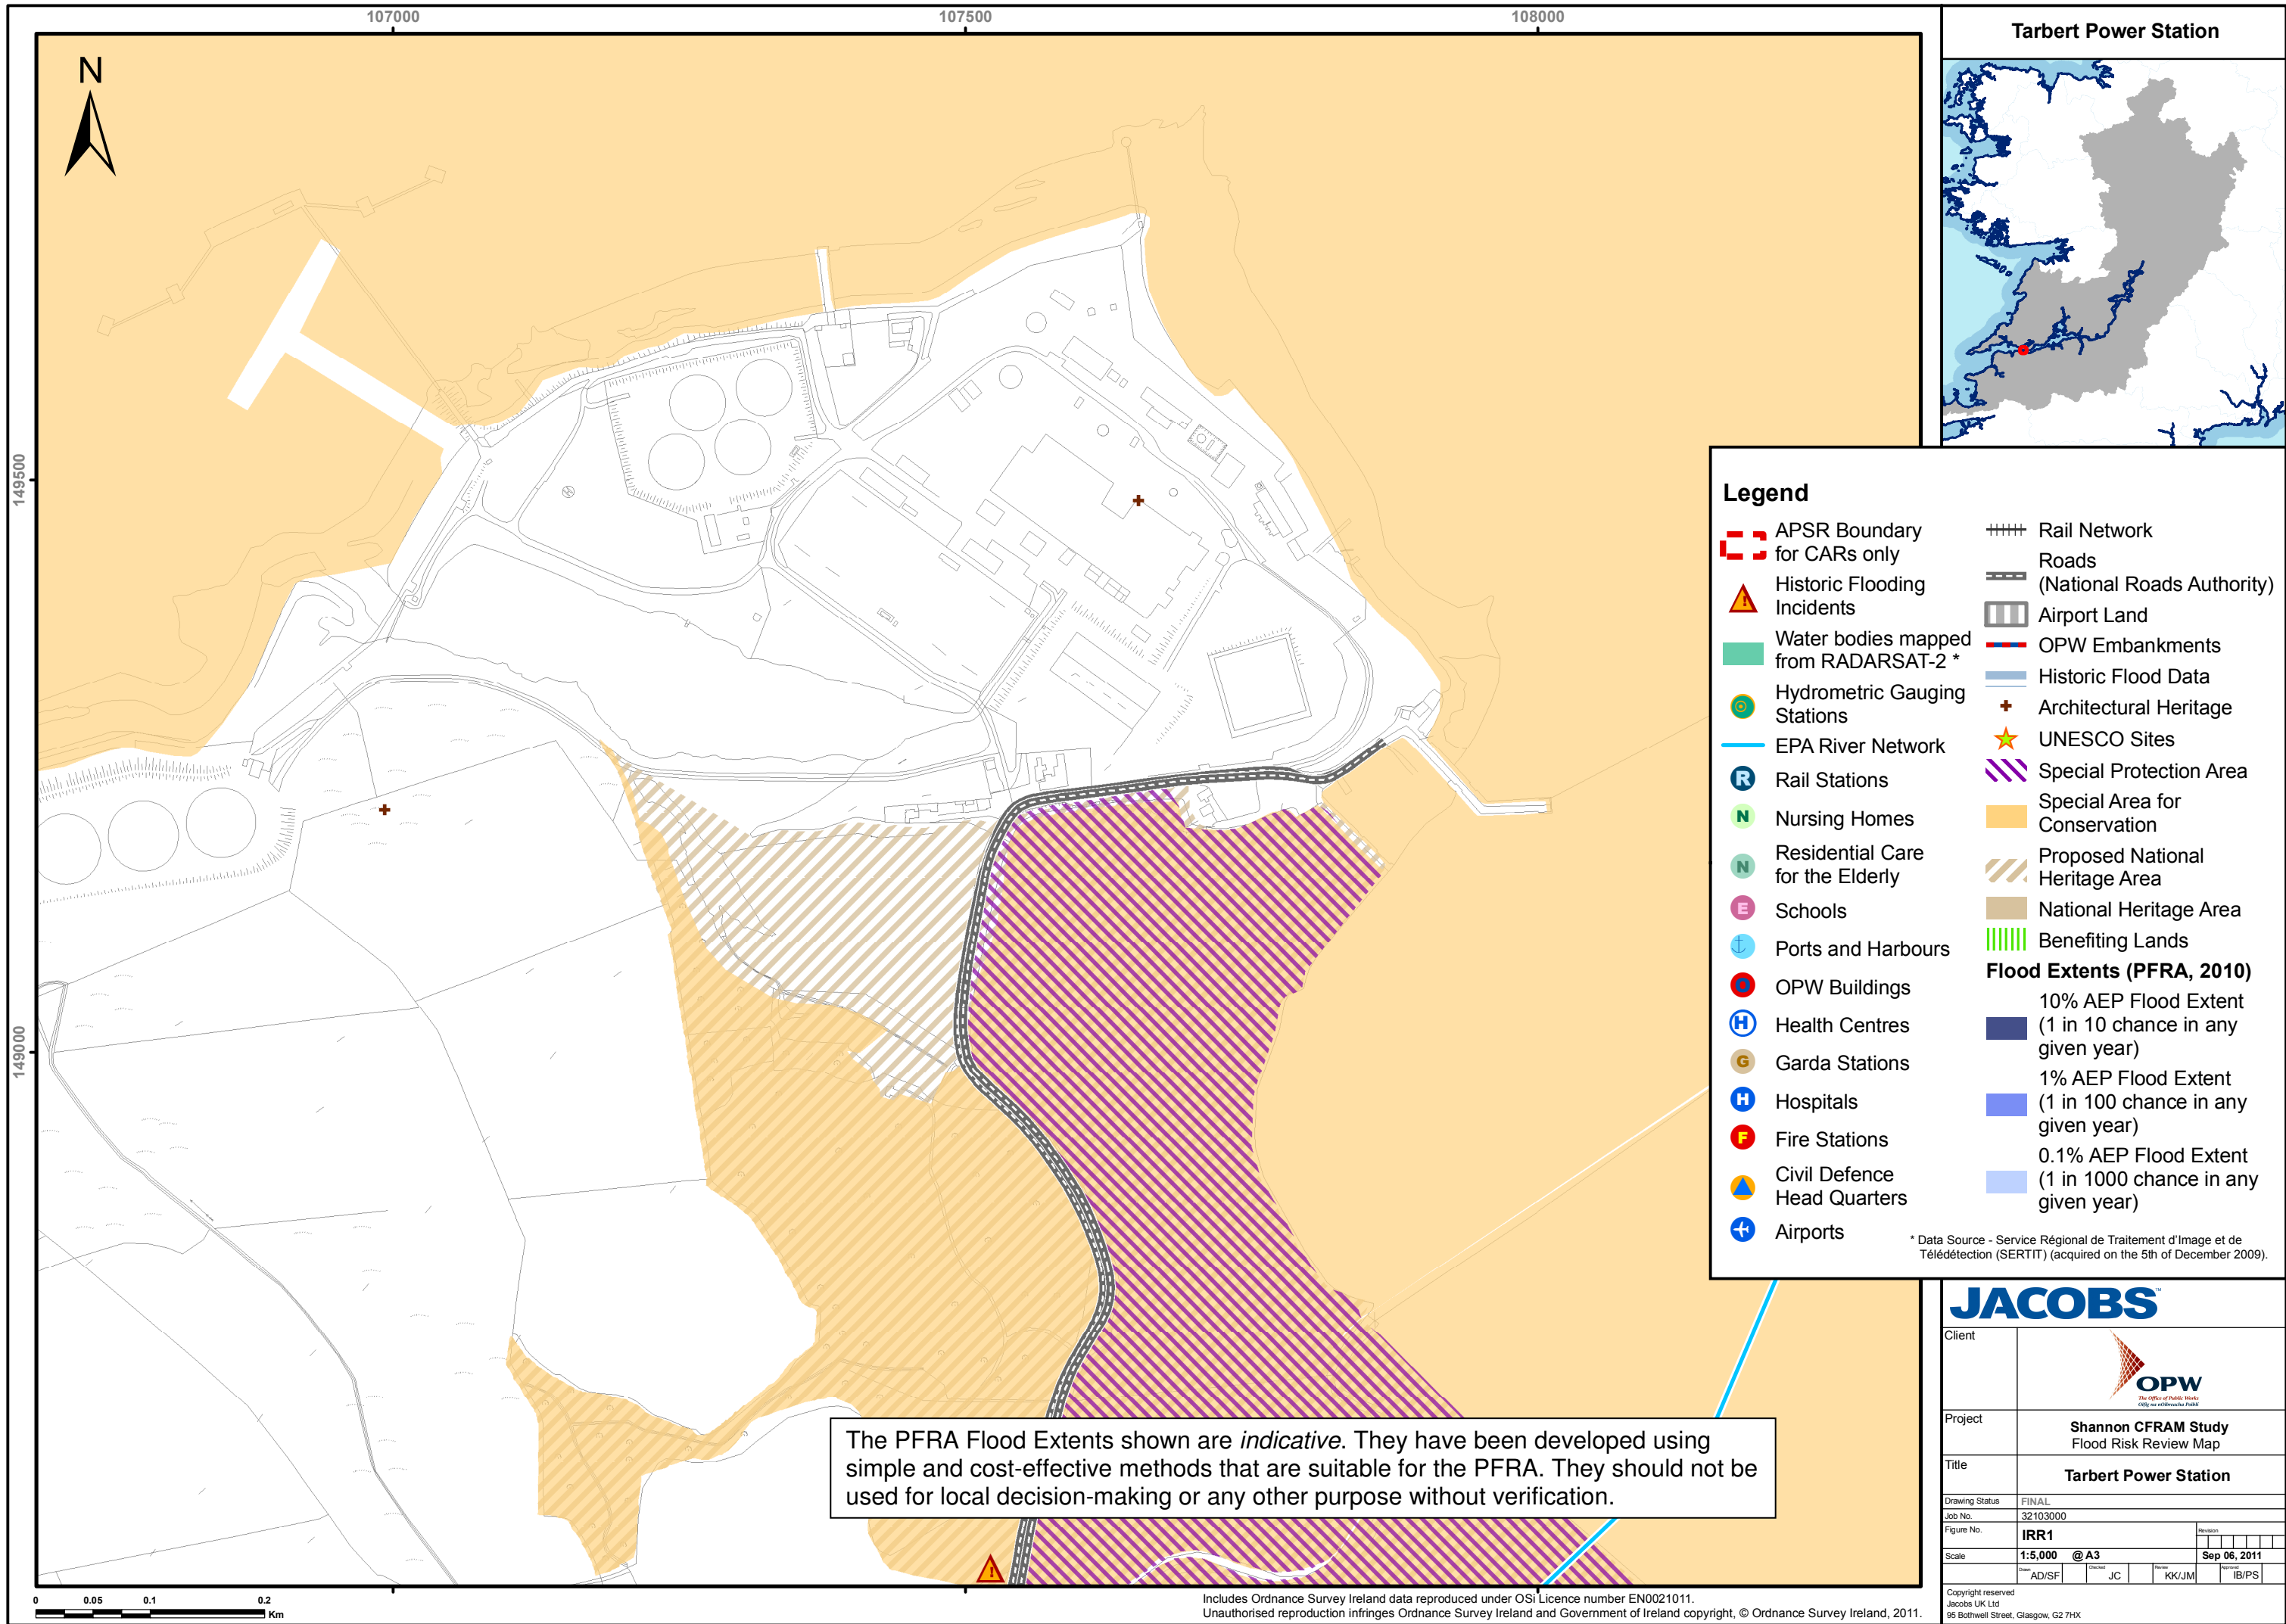 107000
107500
108000
149500
149000
N
Tarbert Power Station
Legend
APSR Boundary
for CARs only
Historic Flooding
Incidents
Water bodies mapped
from RADARSAT-2 *
Hydrometric Gauging
Stations
EPA River Network
R Rail Stations
N Nursing Homes
N Residential Care
for the Elderly
E Schools
Ports and Harbours
OPW Buildings
H Health Centres
G Garda Stations
H Hospitals
F Fire Stations
Civil Defence
Head Quarters
Airports
Rail Network
Roads
(National Roads Authority)
Airport Land
OPW Embankments
Historic Flood Data
Architectural Heritage
UNESCO Sites
Special Protection Area
Special Area for
Conservation
Proposed National
Heritage Area
National Heritage Area
Benefiting Lands
Flood Extents (PFRA, 2010)
10% AEP Flood Extent
(1 in 10 chance in any
given year)
1% AEP Flood Extent
(1 in 100 chance in any
given year)
0.1% AEP Flood Extent
(1 in 1000 chance in any
given year)
* Data Source - Service Régional de Traitement d'Image et de
Télédétection (SERTIT) (acquired on the 5th of December 2009).
The PFRA Flood Extents shown are indicative. They have been developed using
simple and cost-effective methods that are suitable for the PFRA. They should not be
used for local decision-making or any other purpose without verification.
JACOBS™
Client
OPW
The Office of Public Works
Oifig na nOibreacha Poiblí
Project
Shannon CFRAM Study
Flood Risk Review Map
Title
Tarbert Power Station
Drawing Status FINAL
Job No. 32103000
Figure No. IRR1 Revision
Scale 1:5,000 @ A3 Sep 06, 2011
Drawn AD/SF Checked JC Review KK/JM Approved IB/PS
Copyright reserved
Jacobs UK Ltd
95 Bothwell Street, Glasgow, G2 7HX
0 0.05 0.1 0.2
Km
Includes Ordnance Survey Ireland data reproduced under OSi Licence number EN0021011.
Unauthorised reproduction infringes Ordnance Survey Ireland and Government of Ireland copyright, © Ordnance Survey Ireland, 2011.